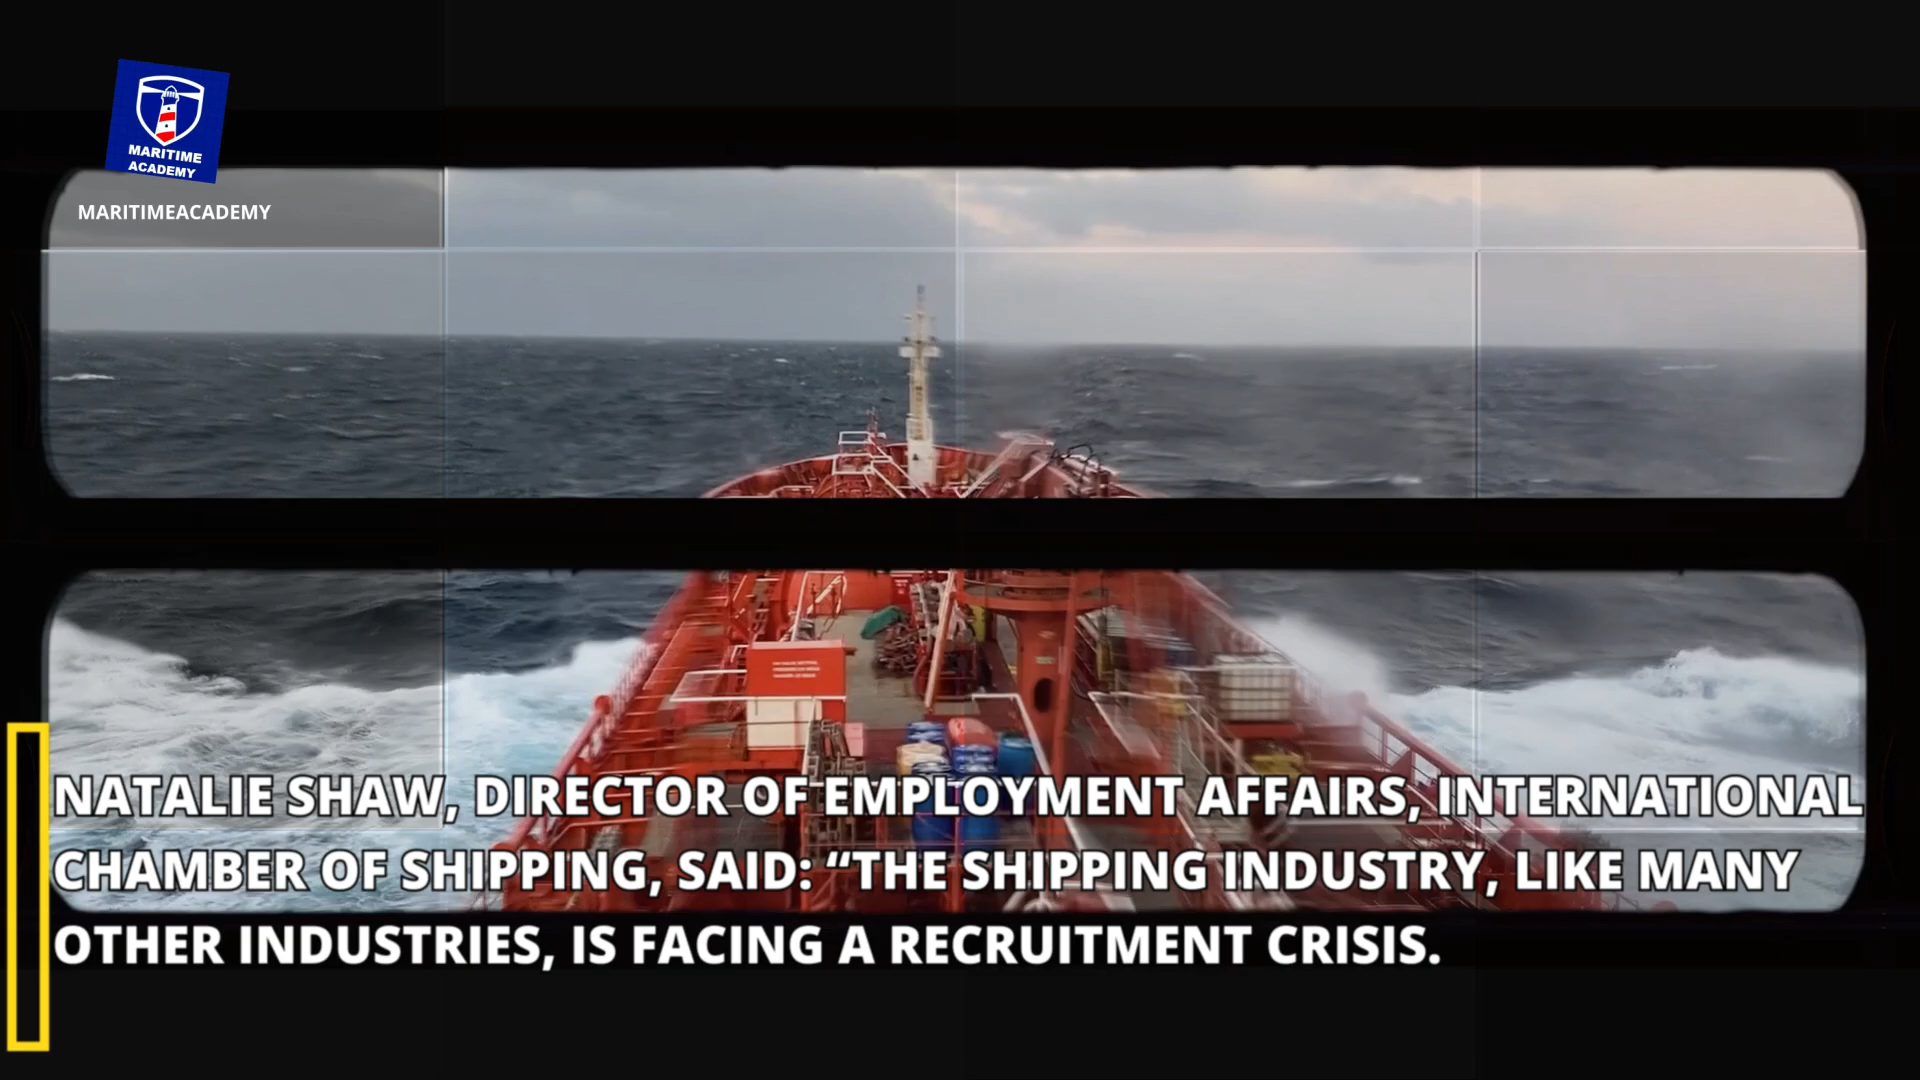 MARITIME
ACADEMY
MARITIMEACADEMY
NATALIE SHAW, DIRECTOR OF EMPLOYMENT AFFAIRS, INTERNATIONAL
CHAMBER OF SHIPPING, SAID: “THE SHIPPING INDUSTRY, LIKE MANY
OTHER INDUSTRIES, IS FACING A RECRUITMENT CRISIS.